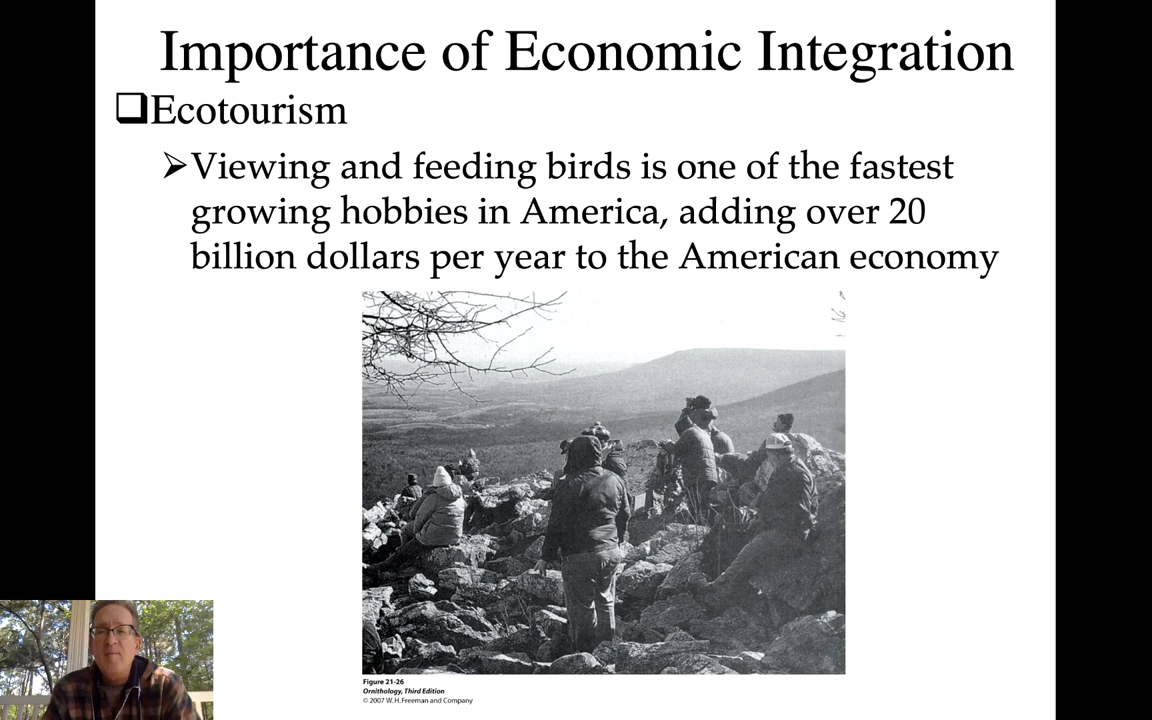 Importance of Economic Integration
Ecotourism
Viewing and feeding birds is one of the fastest
growing hobbies in America, adding over 20
billion dollars per year to the American economy
Figure 21-26
Ornithology, Third Edition
© 2007 W.H.Freeman and Company